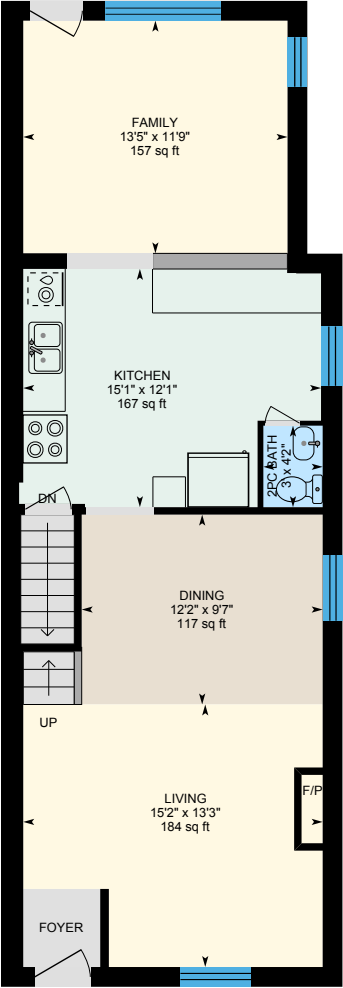 FAMILY
13'5" x 11'9"
157 sq ft
KITCHEN
15'1" x 12'1"
167 sq ft
2PC BATH
3' x 4'2"
DN
DINING
12'2" x 9'7"
117 sq ft
UP
LIVING
15'2" x 13'3"
184 sq ft
F/P
FOYER